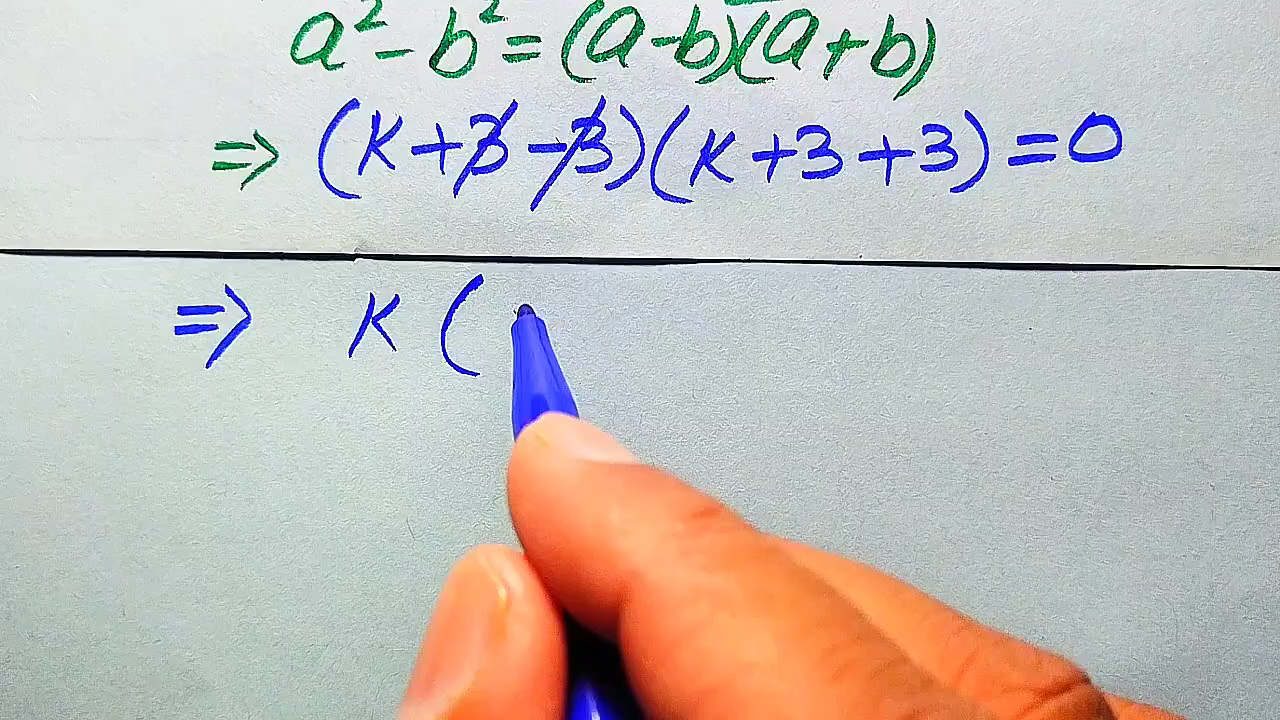 a² - b² = (a-b)(a+b)
⇒ (K+3-3)(K+3+3)=0
⇒ K (